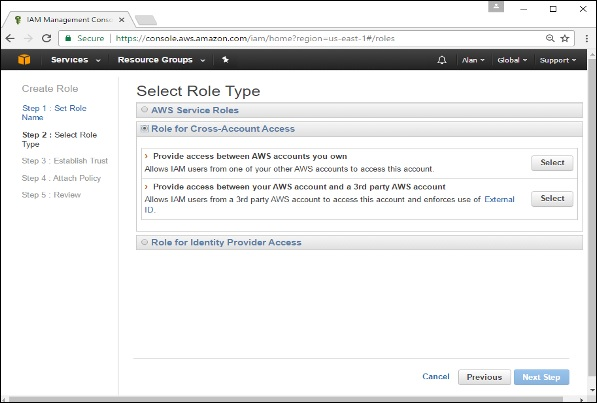 IAM Management Conso
Secure
https://console.aws.amazon.com/iam/home?region=us-east-1#/roles
Services
Resource Groups
Alan
Global
Support
Create Role
Step 1 : Set Role
Name
Step 2 : Select Role
Type
Step 3 : Establish Trust
Step 4 : Attach Policy
Step 5 : Review
Select Role Type
AWS Service Roles
Role for Cross-Account Access
Provide access between AWS accounts you own
Allows IAM users from one of your other AWS accounts to access this account.
Select
Provide access between your AWS account and a 3rd party AWS account
Allows IAM users from a 3rd party AWS account to access this account and enforces use of External
ID.
Select
Role for Identity Provider Access
Cancel
Previous
Next Step